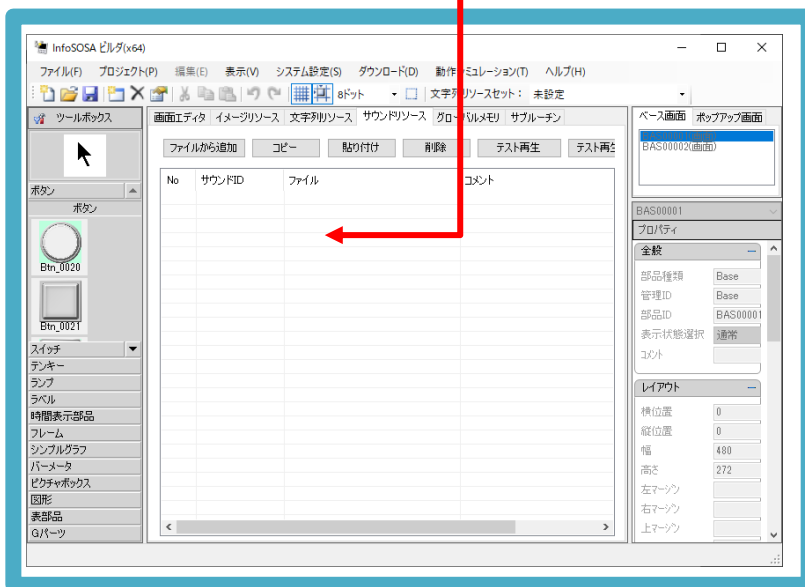 InfoSOSA ビルダ(x64)
ファイル(F) プロジェクト(P) 編集(E) 表示(V) システム設定(S) ダウンロード(D) 動作シミュレーション(T) ヘルプ(H)
8ドット 文字列リソースセット： 未設定
ツールボックス
ボタン
ボタン
Btn_0020
Btn_0021
スイッチ
テンキー
ランプ
ラベル
時間表示部品
フレーム
シンプルグラフ
バーメータ
ピクチャボックス
図形
表部品
Gパーツ
画面エディタ イメージリソース 文字列リソース サウンドリソース グローバルメモリ サブルーチン
ファイルから追加 コピー 貼り付け 削除 テスト再生 テスト再生
No サウンドID ファイル コメント
ベース画面 ポップアップ画面
BAS00001(画面)
BAS00002(画面)
BAS00001
プロパティ
全般
部品種類 Base
管理ID Base
部品ID BAS00001
表示状態選択 通常
コメント
レイアウト
横位置 0
縦位置 0
幅 480
高さ 272
左マージン
右マージン
上マージン